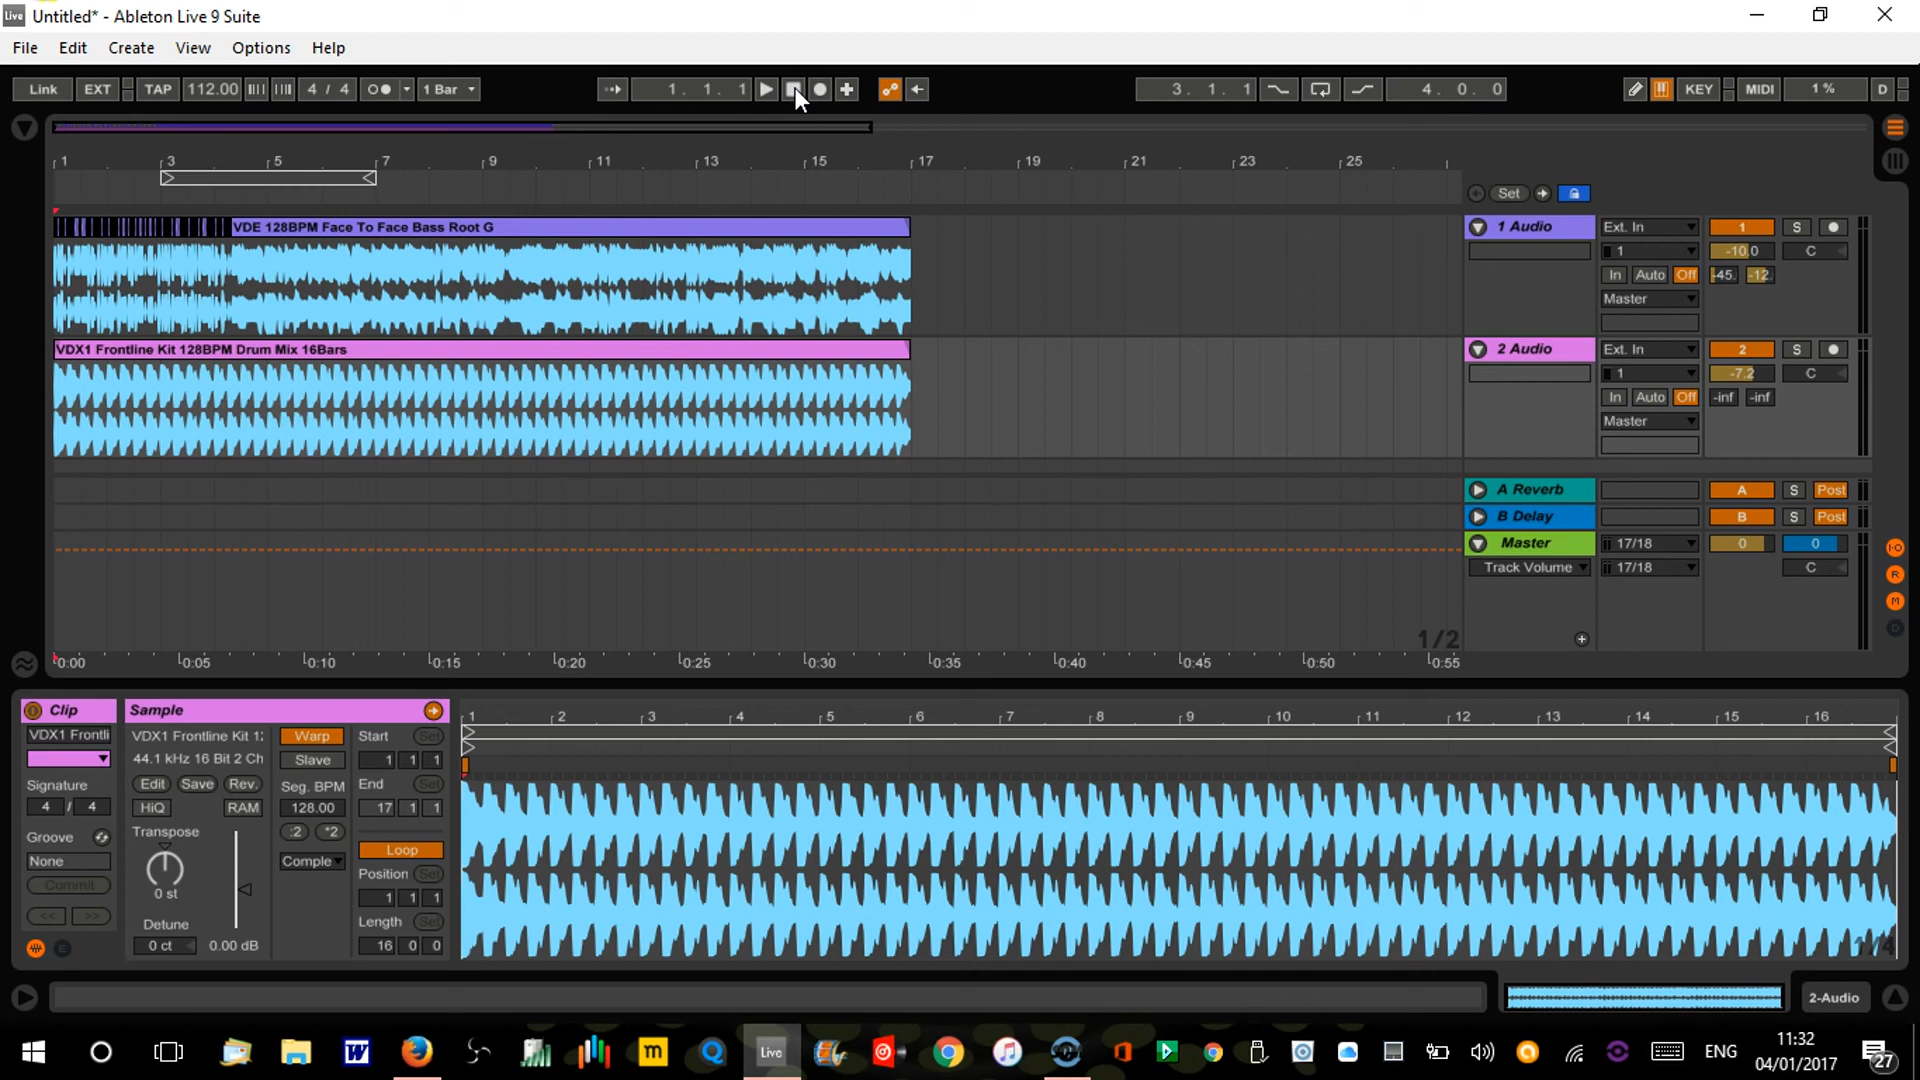 Live Untitled* - Ableton Live 9 Suite
File Edit Create View Options Help
Link EXT TAP 112.00 4 / 4 1 Bar 1. 1. 1 3. 1. 1 4. 0. 0 KEY MIDI 1 % D
1 3 5 7 9 11 13 15 17 19 21 23 25
Set
VDE 128BPM Face To Face Bass Root G 1 Audio Ext. In 1 S
1 -10.0 C
In Auto Off -45. -12.
Master
VDX1 Frontline Kit 128BPM Drum Mix 16Bars 2 Audio Ext. In 2 S
1 -7.2 C
In Auto Off -inf -inf
Master
A Reverb A S Post
B Delay B S Post
Master 17/18 0 0
Track Volume 17/18 C
1/2
0:00 0:05 0:10 0:15 0:20 0:25 0:30 0:35 0:40 0:45 0:50 0:55
I·O
R
M
D
Clip Sample
1 2 3 4 5 6 7 8 9 10 11 12 13 14 15 16
VDX1 Frontli VDX1 Frontline Kit 1: Warp Start Set
44.1 kHz 16 Bit 2 Ch Slave 1 1 1
Signature Edit Save Rev. Seg. BPM End Set
4 / 4 HiQ RAM 128.00 17 1 1
Groove Transpose :2 *2
None Comple Loop
Commit 0 st Position Set
<< >> 1 1 1
Detune Length Set
E 0 ct 0.00 dB 16 0 0
1/4
2-Audio
W m Live ENG 11:32
04/01/2017 27